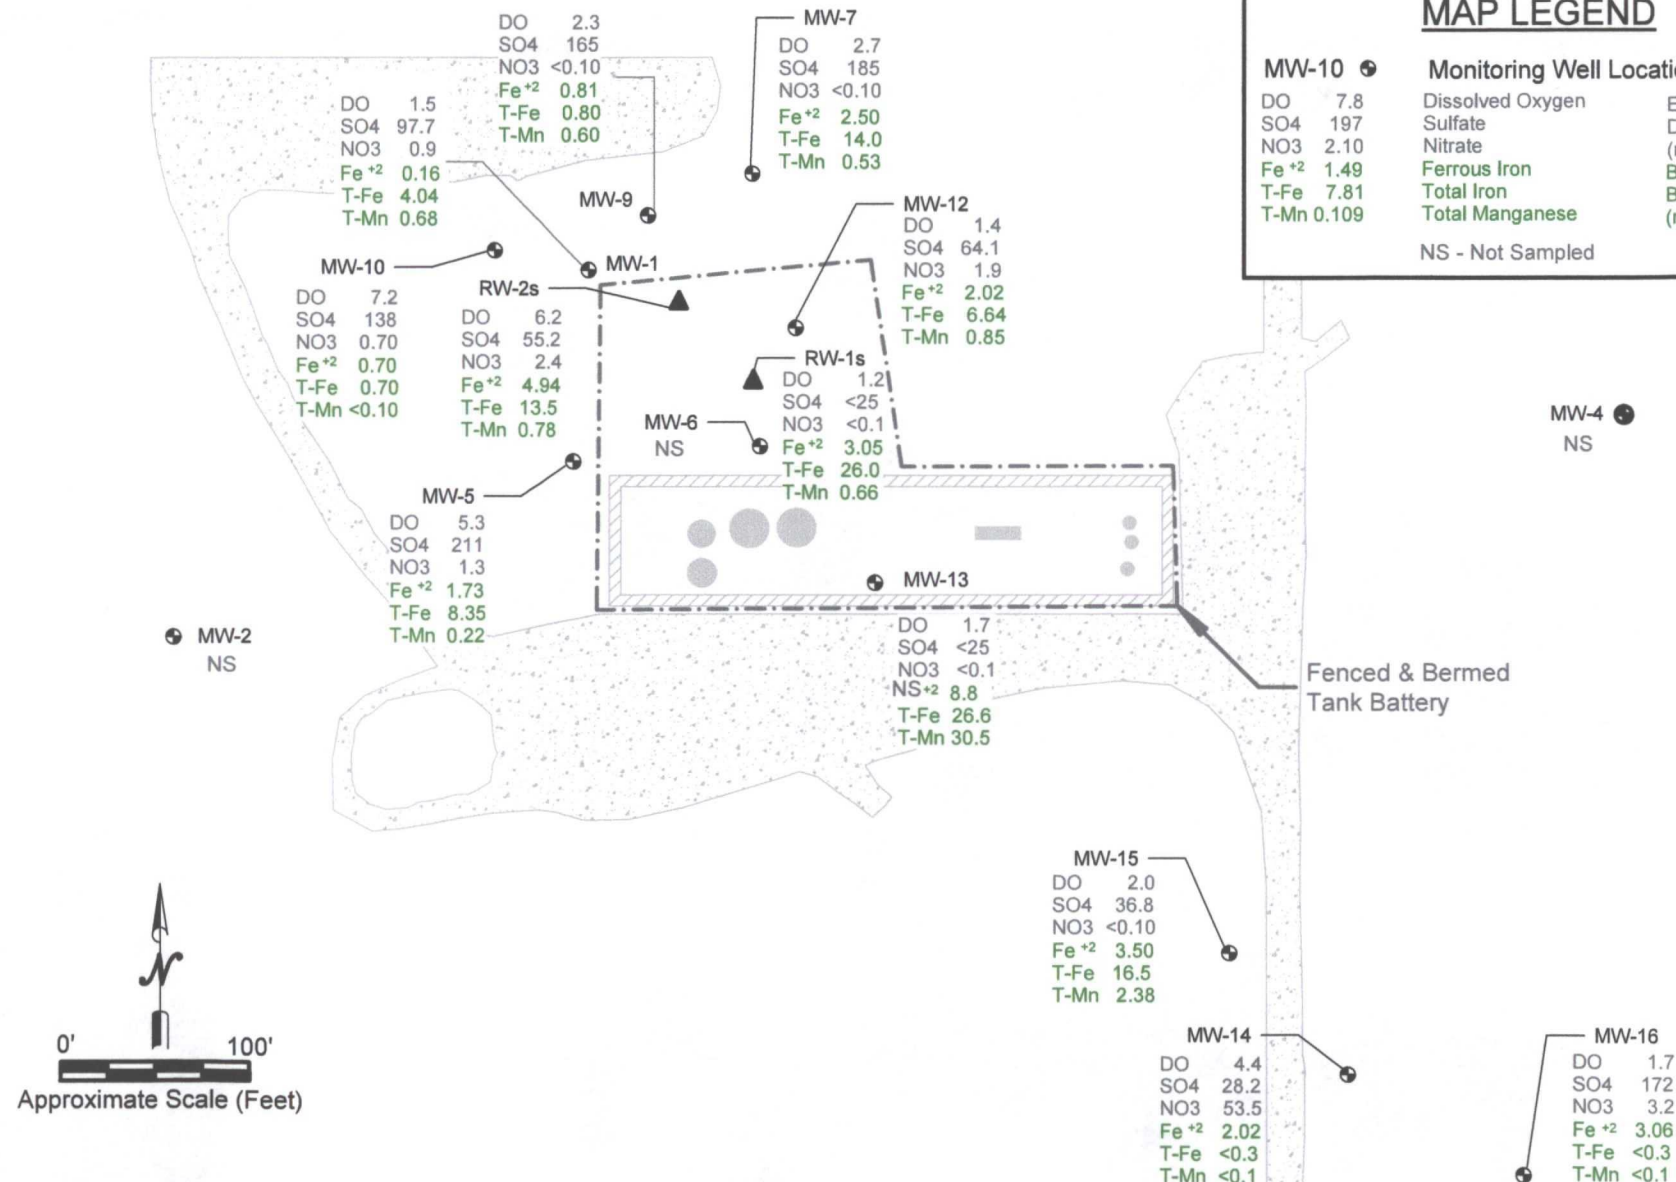 DO 2.3
SO4 165
NO3 <0.10
Fe+2 0.81
T-Fe 0.80
T-Mn 0.60
MW-9
MW-7
DO 2.7
SO4 185
NO3 <0.10
Fe+2 2.50
T-Fe 14.0
T-Mn 0.53
DO 1.5
SO4 97.7
NO3 0.9
Fe+2 0.16
T-Fe 4.04
T-Mn 0.68
MW-1
MAP LEGEND
MW-10 Monitoring Well Locati
DO 7.8 Dissolved Oxygen
SO4 197 Sulfate
NO3 2.10 Nitrate
Fe+2 1.49 Ferrous Iron
T-Fe 7.81 Total Iron
T-Mn 0.109 Total Manganese
NS - Not Sampled
MW-12
DO 1.4
SO4 64.1
NO3 1.9
Fe+2 2.02
T-Fe 6.64
T-Mn 0.85
MW-10
DO 7.2
SO4 138
NO3 0.70
Fe+2 0.70
T-Fe 0.70
T-Mn <0.10
RW-2s
DO 6.2
SO4 55.2
NO3 2.4
Fe+2 4.94
T-Fe 13.5
T-Mn 0.78
RW-1s
DO 1.2
SO4 <25
NO3 <0.1
Fe+2 3.05
T-Fe 26.0
T-Mn 0.66
MW-6
NS
MW-4
NS
MW-5
DO 5.3
SO4 211
NO3 1.3
Fe+2 1.73
T-Fe 8.35
T-Mn 0.22
MW-13
DO 1.7
SO4 <25
NO3 <0.1
NS+2 8.8
T-Fe 26.6
T-Mn 30.5
MW-2
NS
Fenced & Bermed
Tank Battery
MW-15
DO 2.0
SO4 36.8
NO3 <0.10
Fe+2 3.50
T-Fe 16.5
T-Mn 2.38
MW-14
DO 4.4
SO4 28.2
NO3 53.5
Fe+2 2.02
T-Fe <0.3
T-Mn <0.1
MW-16
DO 1.7
SO4 172
NO3 3.2
Fe+2 3.06
T-Fe <0.3
T-Mn <0.1
N
0' 100'
Approximate Scale (Feet)